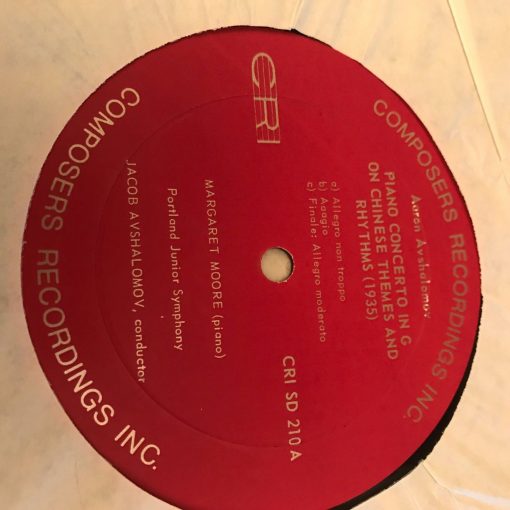 COMPOSERS RECORDINGS INC.
CRI
Aaron Avshalomov
PIANO CONCERTO IN G
ON CHINESE THEMES AND
RHYTHMS (1935)
a) Allegro non troppo
b) Adagio
c) Finale: Allegro moderato
CRI SD 210 A
MARGARET MOORE (piano)
Portland Junior Symphony
JACOB AVSHALOMOV, conductor
COMPOSERS RECORDINGS INC.